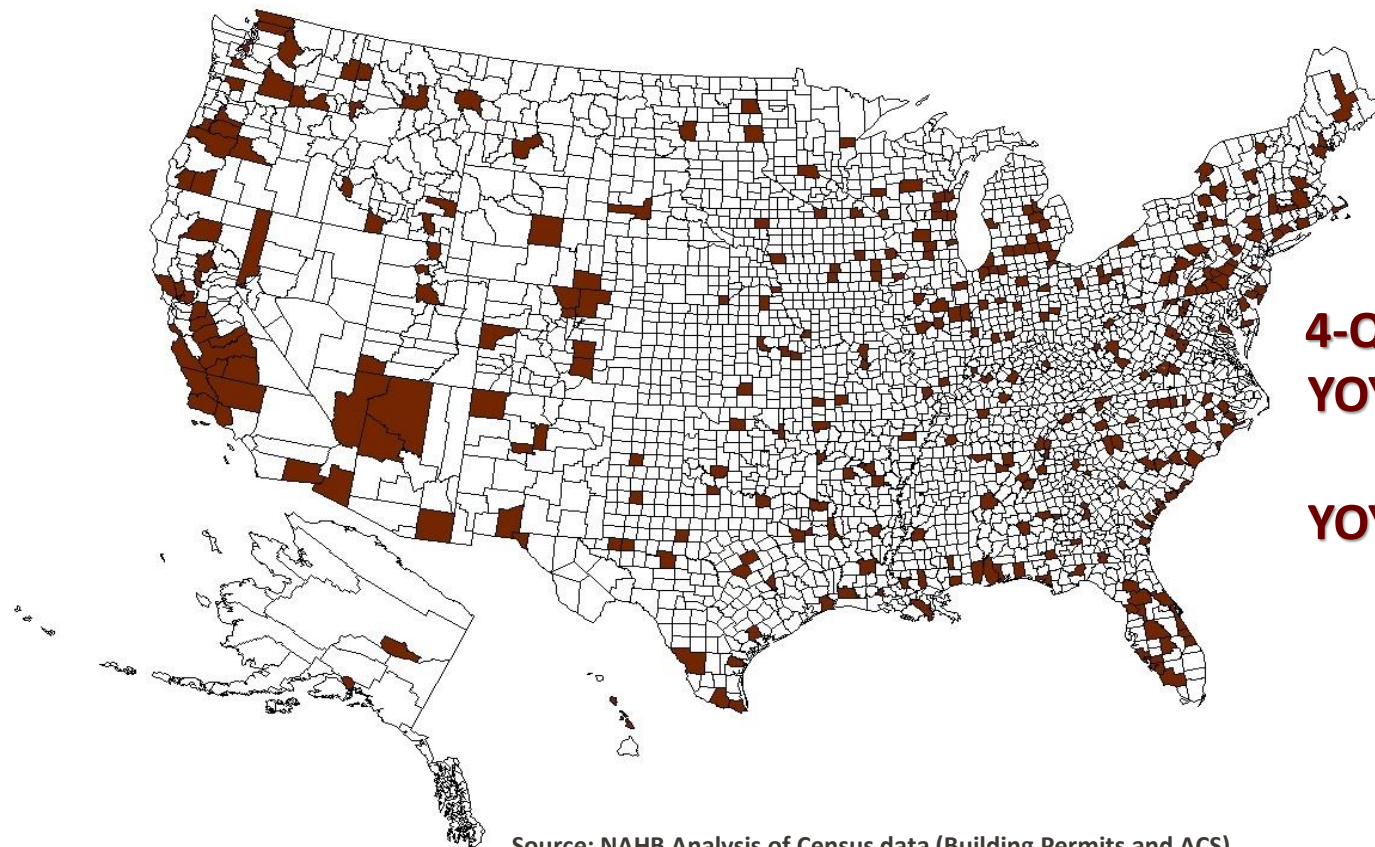 4-Q
YOY
YOY
Source: NAHB Analysis of Census data (Building Permits and ACS)